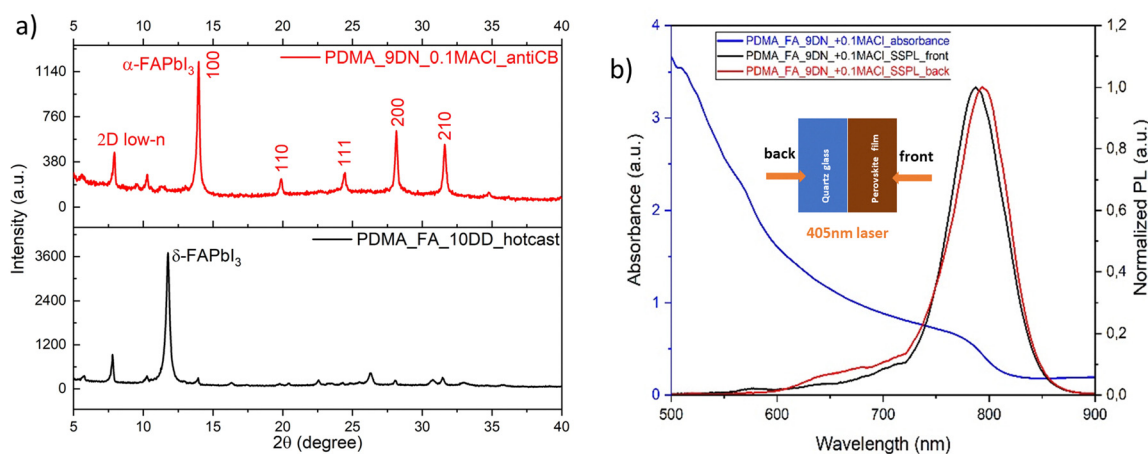 a)
PDMA_9DN_0.1MACl_antiCB
α-FAPbI3
100
2D low-n
110
111
200
210
1140
760
380
0
PDMA_FA_10DD_hotcast
δ-FAPbI3
3600
2400
1200
0
Intensity (a.u.)
5 10 15 20 25 30 35 40
5 10 15 20 25 30 35 40
2θ (degree)
b)
PDMA_FA_9DN_+0.1MACl_absorbance
PDMA_FA_9DN_+0.1MACl_SSPL_front
PDMA_FA_9DN_+0.1MACl_SSPL_back
back
Quartz glass
Perovskite film
front
405nm laser
4
3
2
1
0
Absorbance (a.u.)
1,2
1,0
0,8
0,6
0,4
0,2
0,0
Normalized PL (a.u.)
500 600 700 800 900
Wavelength (nm)